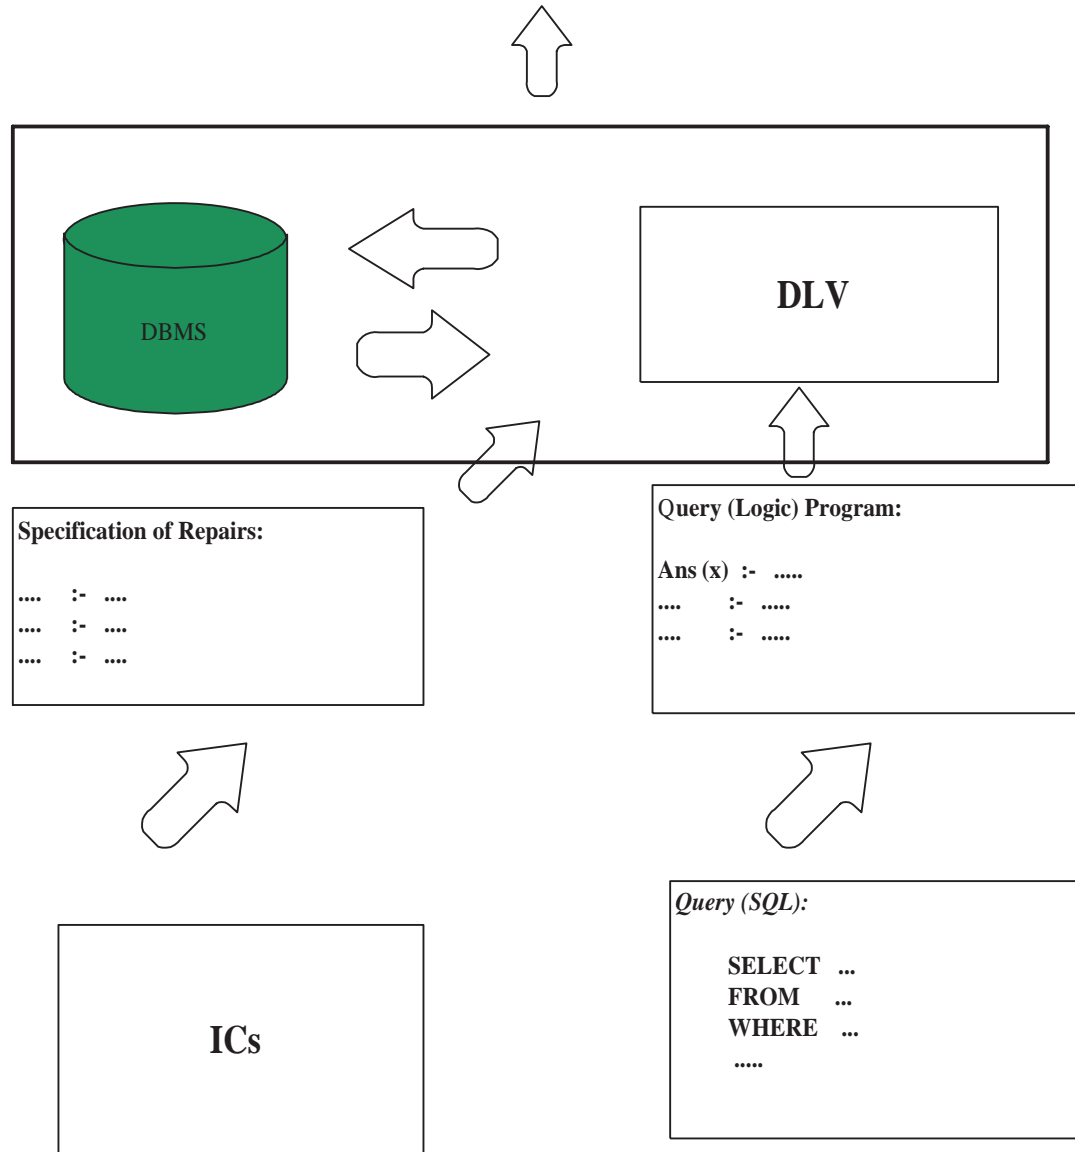 DBMS
DLV
Specification of Repairs:
.... :- ....
.... :- ....
.... :- ....
Query (Logic) Program:
Ans (x) :- .....
.... :- .....
.... :- .....
ICs
Query (SQL):
SELECT ...
FROM ...
WHERE ...
.....